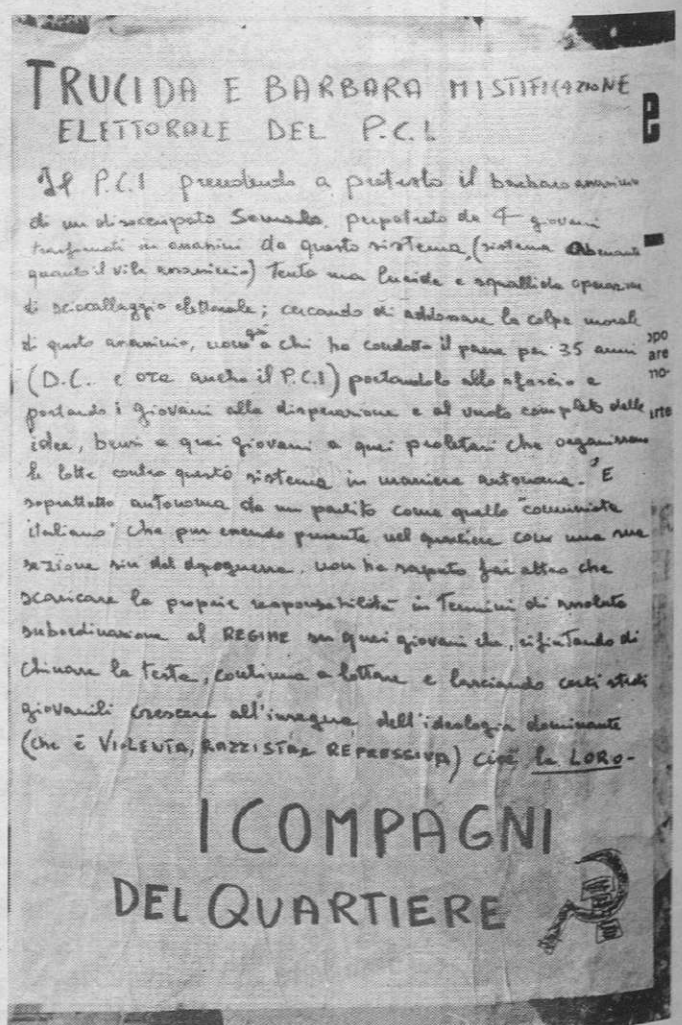 TRUCIDA E BARBARA MISTIFICAZIONE
ELETTORALE DEL P.C.I.
Il P.C.I prendendo a pretesto il barbaro assassinio
di un disoccupato Somalo, perpetrato da 4 giovani
trasformati in assassini da questo sistema, (sistema
quanto il vile assassinio) Tenta una lucida e squallida operazione
di sciacallaggio elettorale; cercando di addossare la colpa morale
di questo assassinio, non già a chi ha condotto il paese per 35 anni
(D.C. e ora anche il P.C.I) portandolo allo sfascio e
portando i giovani alla disperazione e al vuoto completo delle
idee, bensì a quei giovani a quei proletari che organizzano
le lotte contro questo sistema in maniera autonoma. E
soprattutto autonoma da un partito come quello "comunista
italiano" che pur essendo presente nel quartiere con una sua
sezione sin dal dopoguerra, non ha saputo far altro che
scaricare le proprie responsabilità in Termini di assoluta
subordinazione al REGIME su quei giovani che, rifiutando di
chinare la testa, continua a lottare e lasciando certi strati
giovanili crescere all'insegna dell'ideologia dominante
(che è VIOLENTA, RAZZISTA e REPRESSIVA) cioè la LORO-
I COMPAGNI
DEL QUARTIERE
e
opo
are
no-
arte